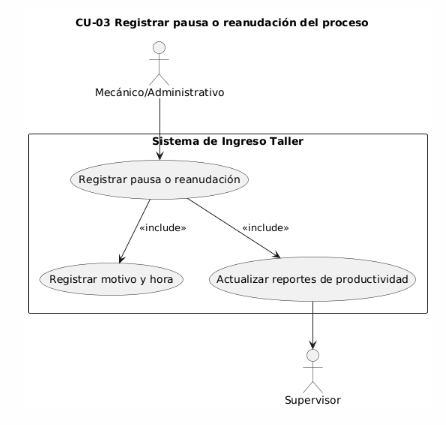 CU-03 Registrar pausa o reanudación del proceso
Mecánico/Administrativo
Sistema de Ingreso Taller
Registrar pausa o reanudación
«include»
«include»
Registrar motivo y hora
Actualizar reportes de productividad
Supervisor